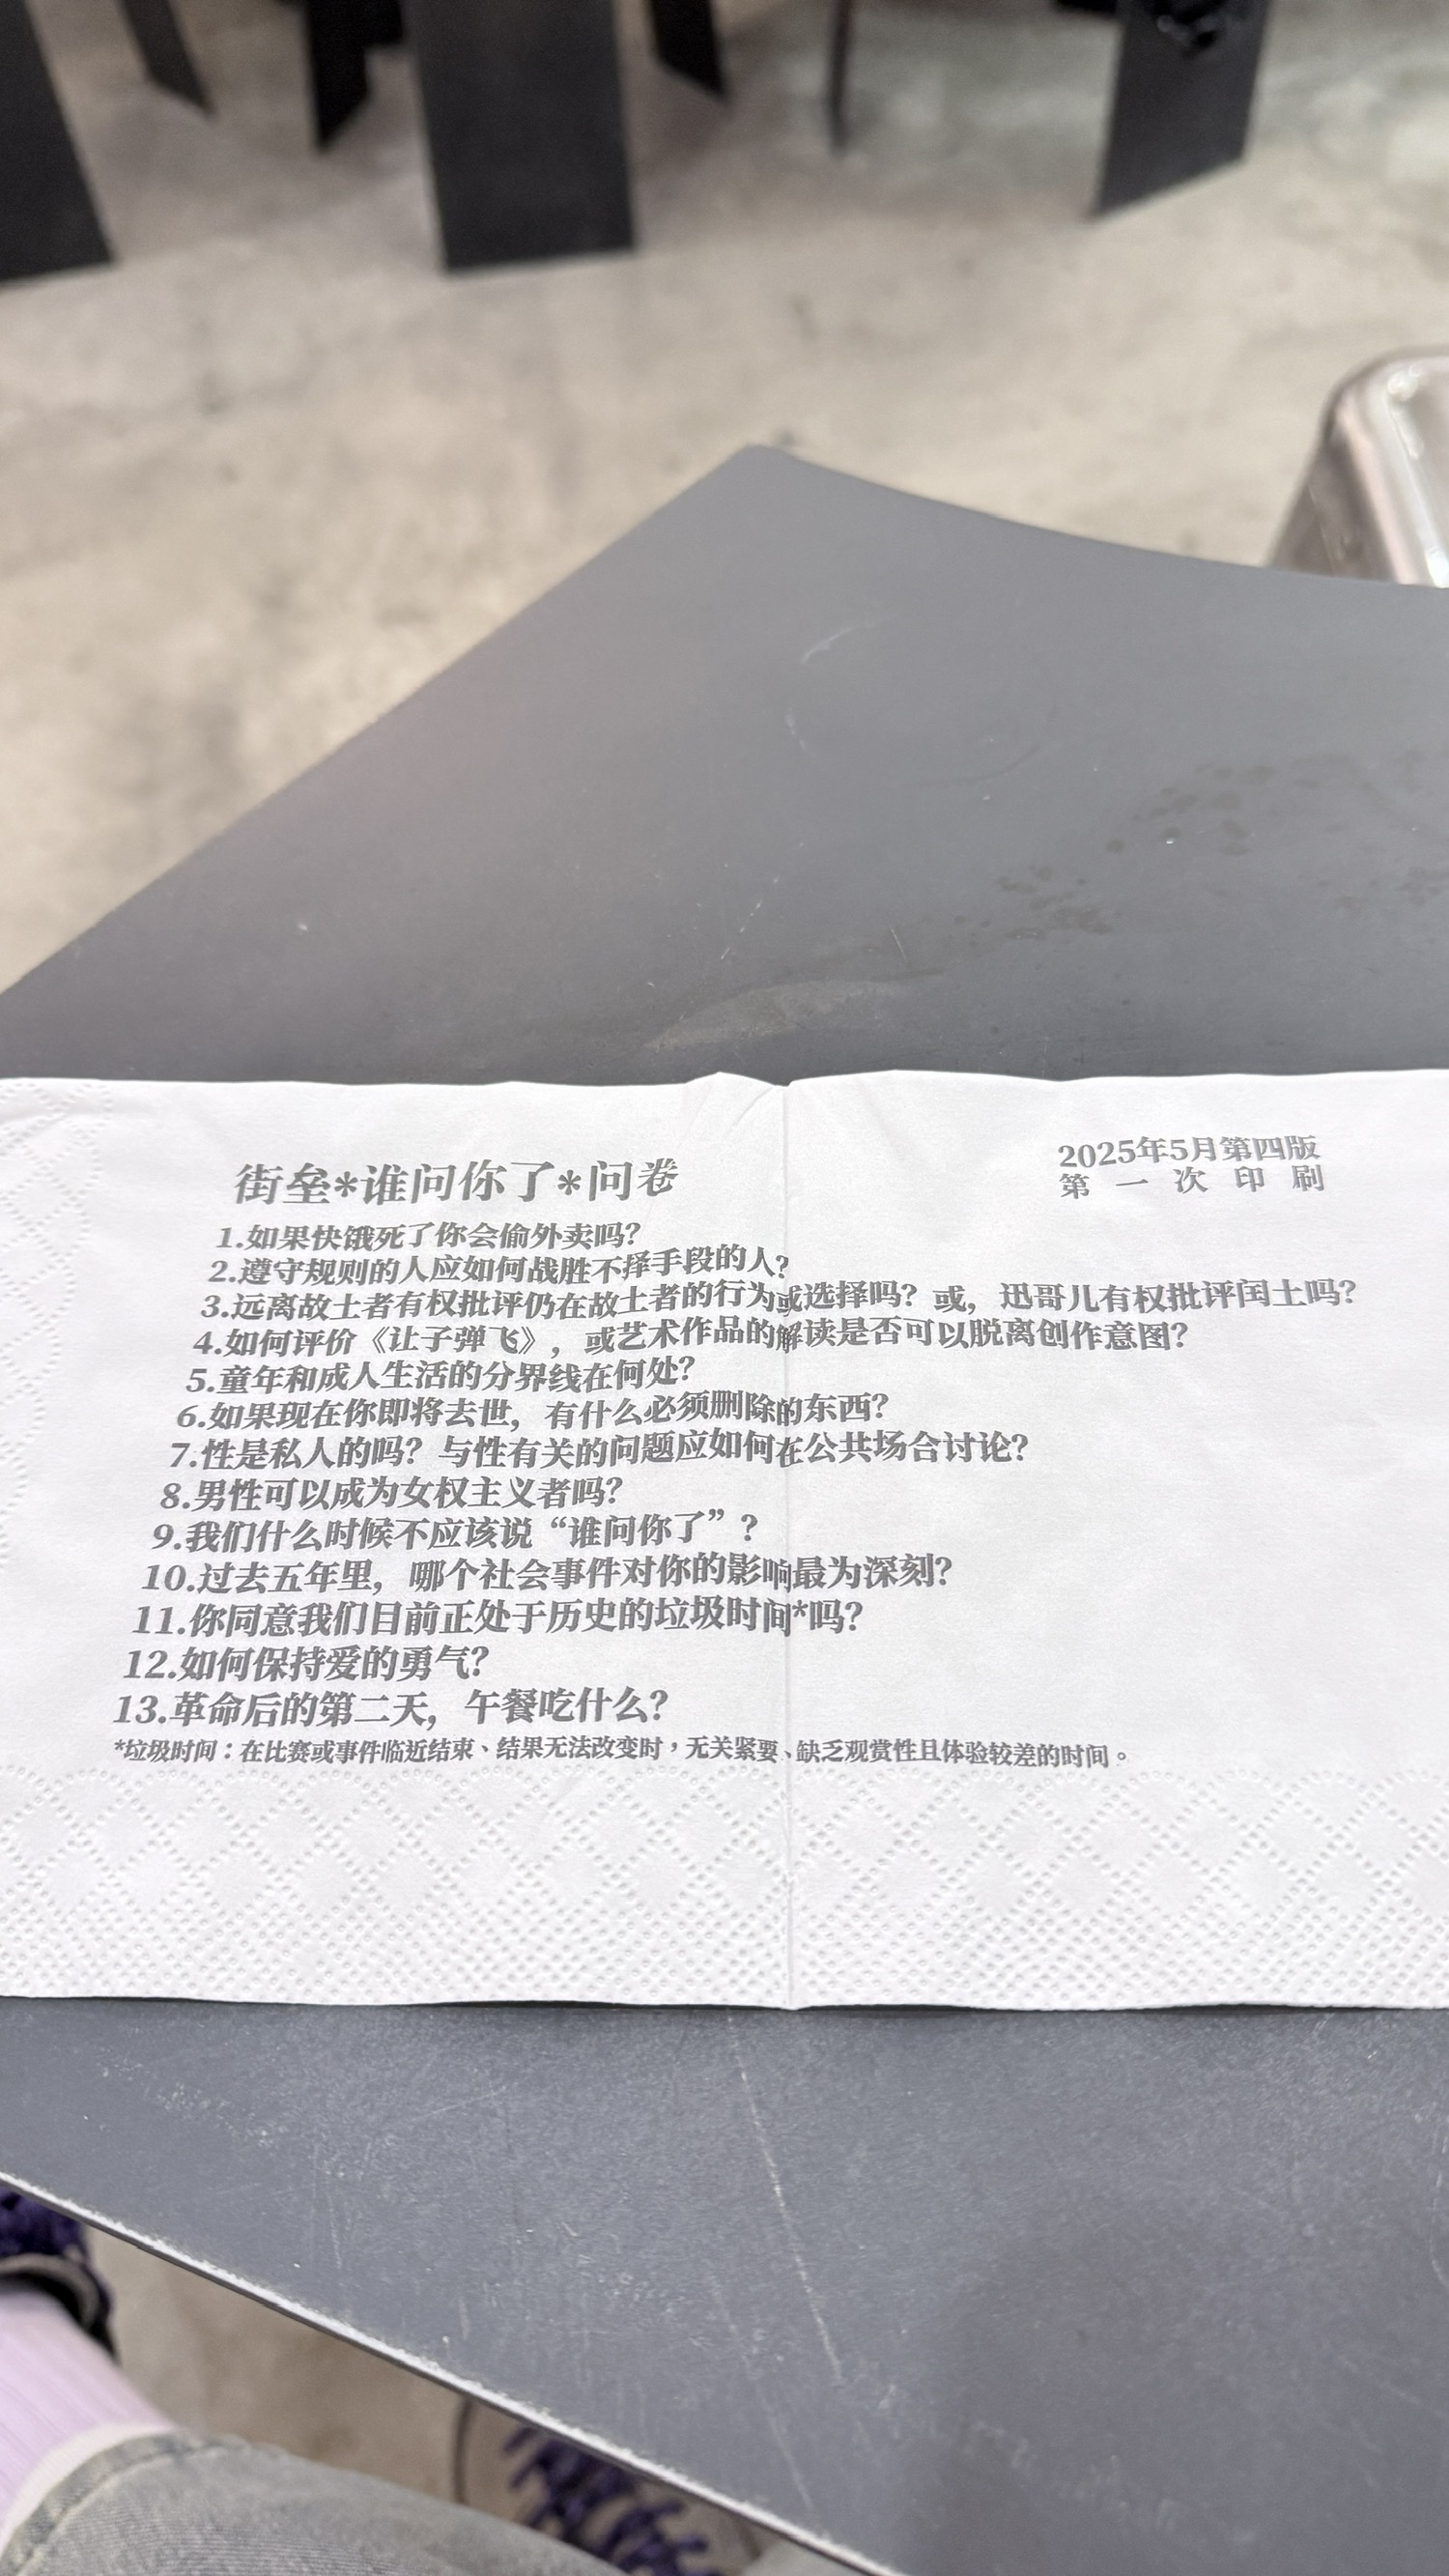 街垒*谁问你了*问卷
2025年5月第四版
第一次印刷
1.如果快饿死了你会偷外卖吗?
2.遵守规则的人应如何战胜不择手段的人?
3.远离故土者有权批评仍在故土者的行为或选择吗?或,迅哥儿有权批评闰土吗?
4.如何评价《让子弹飞》,或艺术作品的解读是否可以脱离创作意图?
5.童年和成人生活的分界线在何处?
6.如果现在你即将去世,有什么必须删除的东西?
7.性是私人的吗?与性有关的问题应如何在公共场合讨论?
8.男性可以成为女权主义者吗?
9.我们什么时候不应该说“谁问你了”?
10.过去五年里,哪个社会事件对你的影响最为深刻?
11.你同意我们目前正处于历史的垃圾时间*吗?
12.如何保持爱的勇气?
13.革命后的第二天,午餐吃什么?
*垃圾时间:在比赛或事件临近结束、结果无法改变时,无关紧要、缺乏观赏性且体验较差的时间。